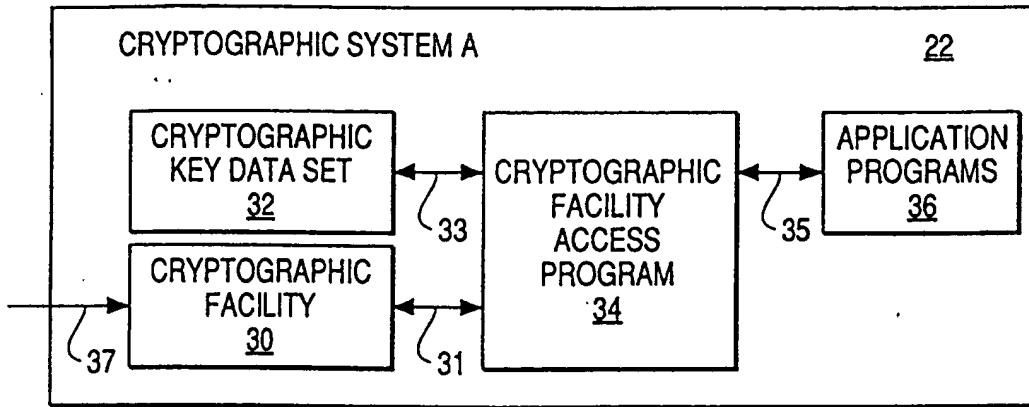 CRYPTOGRAPHIC SYSTEM A
22
CRYPTOGRAPHIC
KEY DATA SET
32
33
CRYPTOGRAPHIC
FACILITY
ACCESS
PROGRAM
34
35
APPLICATION
PROGRAMS
36
CRYPTOGRAPHIC
FACILITY
30
37
31